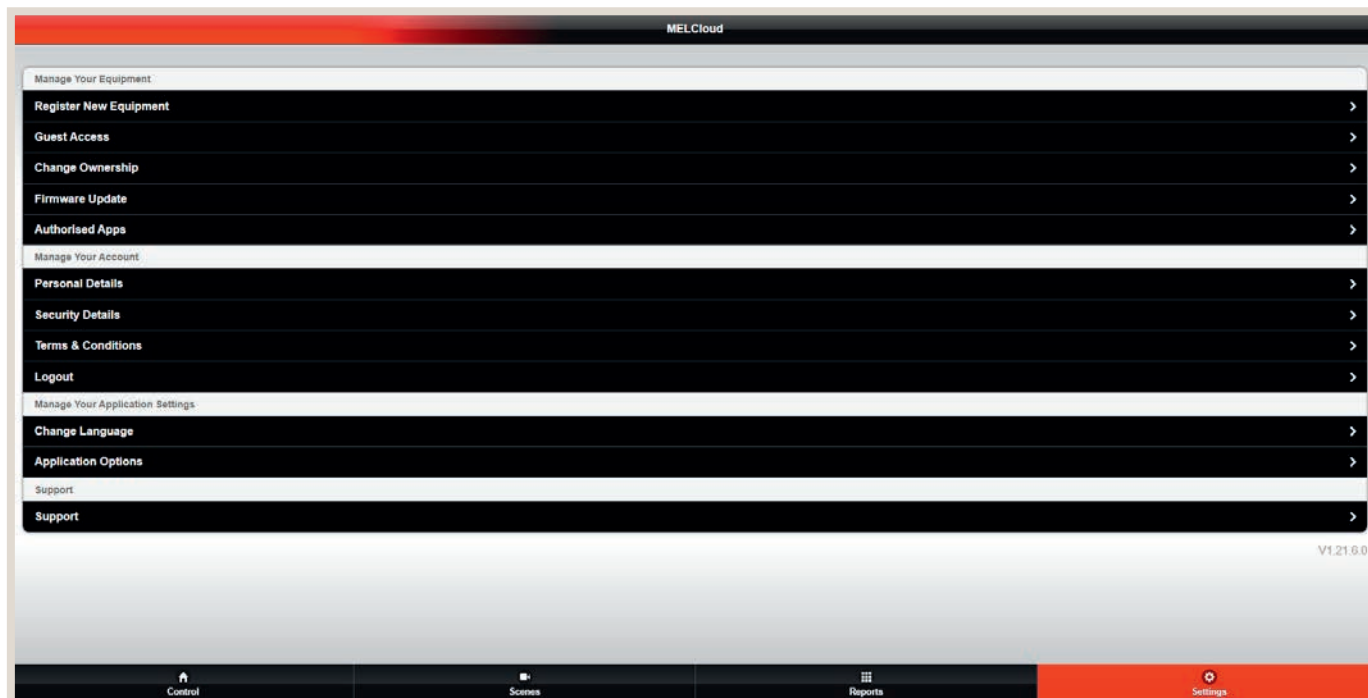 MELCloud
Manage Your Equipment
Register New Equipment
Guest Access
Change Ownership
Firmware Update
Authorised Apps
Manage Your Account
Personal Details
Security Details
Terms & Conditions
Logout
Manage Your Application Settings
Change Language
Application Options
Support
Support
V1.21.6.0
Control
Scenes
Reports
Settings